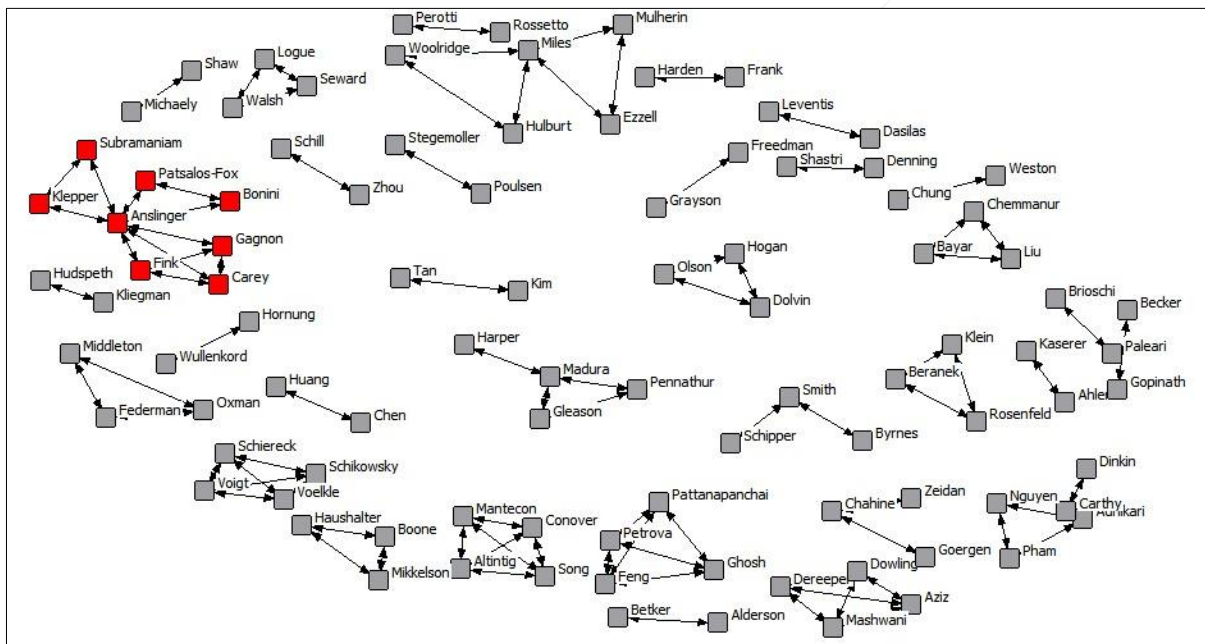 Perotti
Rossetto
Mulherin
Woolridge
Miles
Shaw
Logue
Seward
Michaely
Walsh
Harden
Frank
Hulburt
Ezzell
Leventis
Dasilas
Subramaniam
Schill
Stegemoller
Freedman
Shastri
Denning
Weston
Patsalos-Fox
Bonini
Klepper
Anslinger
Zhou
Poulsen
Grayson
Chung
Chemmanur
Gagnon
Fink
Carey
Hogan
Bayar
Liu
Hudspeth
Kliegman
Tan
Kim
Olson
Dolvin
Brioschi
Becker
Hornung
Wullenkord
Middleton
Harper
Klein
Kaserer
Paleari
Madura
Pennathur
Beranek
Huang
Smith
Gopinath
Federman
Oxman
Chen
Gleason
Rosenfeld
Schipper
Byrnes
Schiereck
Schikowsky
Voigt
Voelkle
Dinkin
Pattanapanchai
Chahine
Zeidan
Nguyen
Carthy
Haushalter
Boone
Mantecon
Conover
Petrova
Goergen
Pham
Mikkelson
Altintig
Song
Feng
Ghosh
Dowling
Aziz
Mashwani
Betker
Alderson